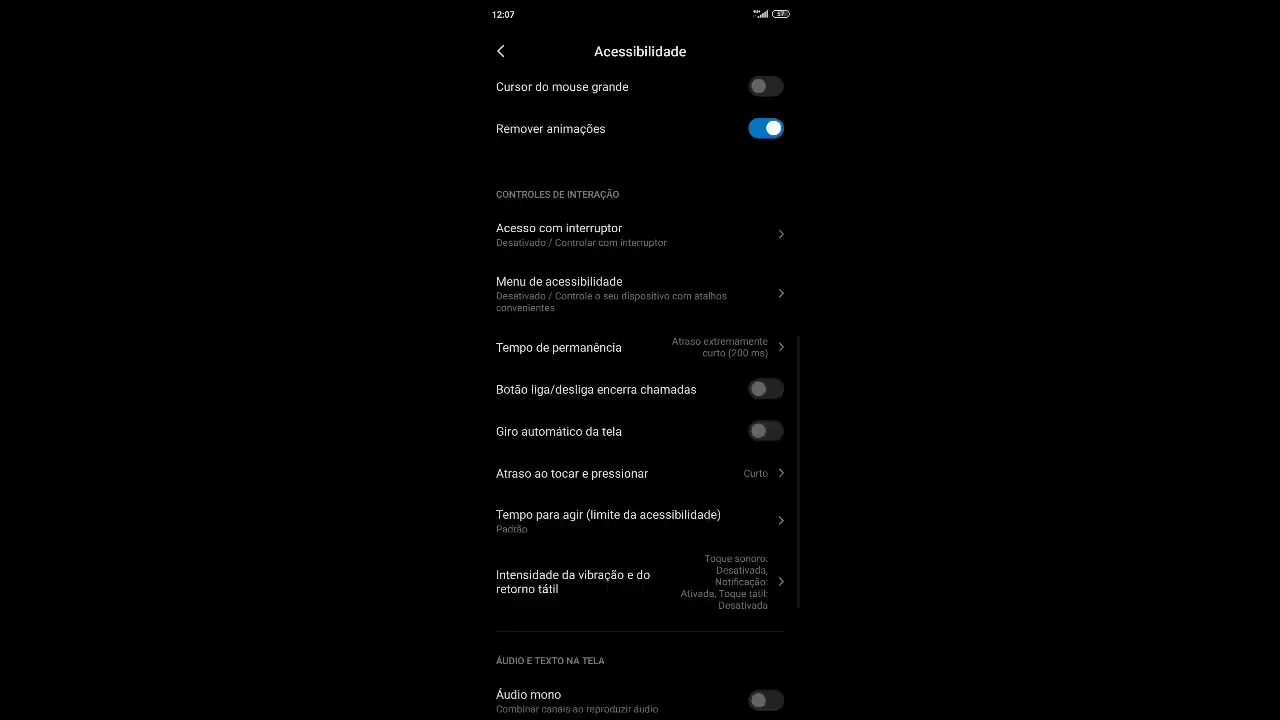 12:07
57
Acessibilidade
Cursor do mouse grande
Remover animações
CONTROLES DE INTERAÇÃO
Acesso com interruptor
Desativado / Controlar com interruptor
Menu de acessibilidade
Desativado / Controle o seu dispositivo com atalhos
convenientes
Tempo de permanência
Atraso extremamente
curto (200 ms)
Botão liga/desliga encerra chamadas
Giro automático da tela
Atraso ao tocar e pressionar
Curto
Tempo para agir (limite da acessibilidade)
Padrão
Intensidade da vibração e do
retorno tátil
Toque sonoro:
Desativada,
Notificação:
Ativada, Toque tátil:
Desativada
ÁUDIO E TEXTO NA TELA
Áudio mono
Combinar canais ao reproduzir áudio